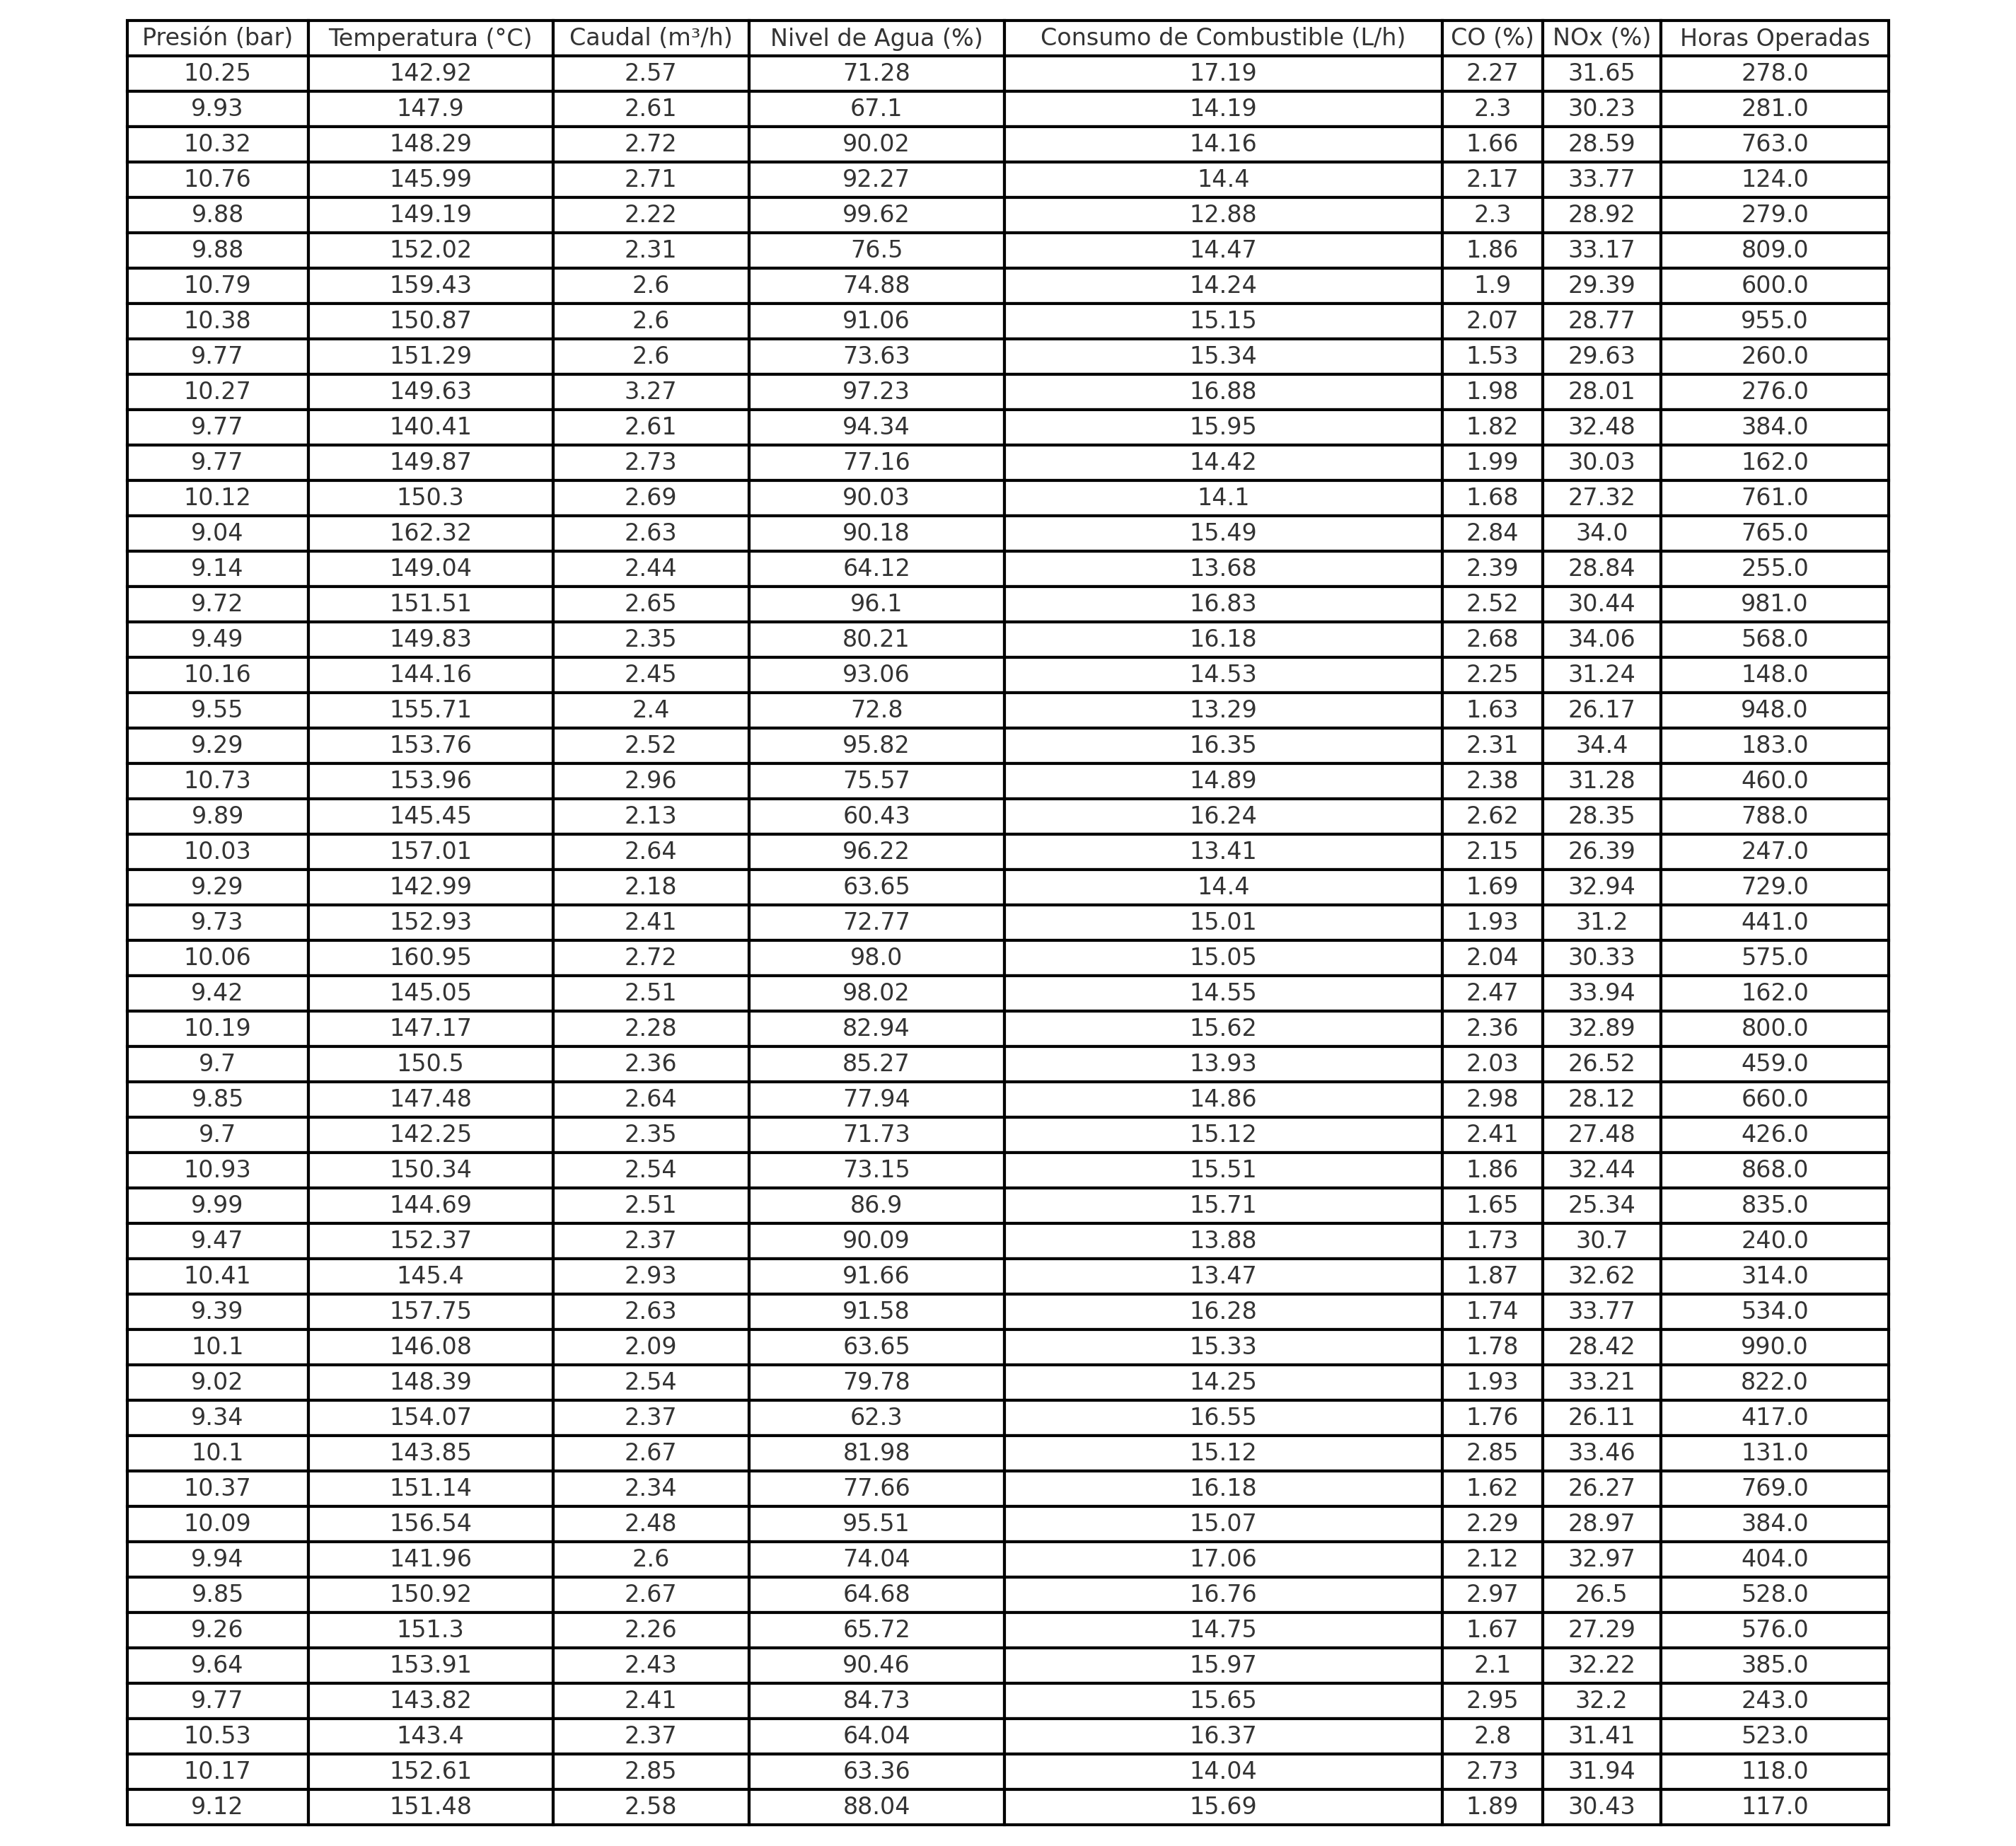 Presión (bar) Temperatura (°C) Caudal (m³/h) Nivel de Agua (%) Consumo de Combustible (L/h) CO (%) NOx (%) Horas Operadas
10.25 142.92 2.57 71.28 17.19 2.27 31.65 278.0
9.93 147.9 2.61 67.1 14.19 2.3 30.23 281.0
10.32 148.29 2.72 90.02 14.16 1.66 28.59 763.0
10.76 145.99 2.71 92.27 14.4 2.17 33.77 124.0
9.88 149.19 2.22 99.62 12.88 2.3 28.92 279.0
9.88 152.02 2.31 76.5 14.47 1.86 33.17 809.0
10.79 159.43 2.6 74.88 14.24 1.9 29.39 600.0
10.38 150.87 2.6 91.06 15.15 2.07 28.77 955.0
9.77 151.29 2.6 73.63 15.34 1.53 29.63 260.0
10.27 149.63 3.27 97.23 16.88 1.98 28.01 276.0
9.77 140.41 2.61 94.34 15.95 1.82 32.48 384.0
9.77 149.87 2.73 77.16 14.42 1.99 30.03 162.0
10.12 150.3 2.69 90.03 14.1 1.68 27.32 761.0
9.04 162.32 2.63 90.18 15.49 2.84 34.0 765.0
9.14 149.04 2.44 64.12 13.68 2.39 28.84 255.0
9.72 151.51 2.65 96.1 16.83 2.52 30.44 981.0
9.49 149.83 2.35 80.21 16.18 2.68 34.06 568.0
10.16 144.16 2.45 93.06 14.53 2.25 31.24 148.0
9.55 155.71 2.4 72.8 13.29 1.63 26.17 948.0
9.29 153.76 2.52 95.82 16.35 2.31 34.4 183.0
10.73 153.96 2.96 75.57 14.89 2.38 31.28 460.0
9.89 145.45 2.13 60.43 16.24 2.62 28.35 788.0
10.03 157.01 2.64 96.22 13.41 2.15 26.39 247.0
9.29 142.99 2.18 63.65 14.4 1.69 32.94 729.0
9.73 152.93 2.41 72.77 15.01 1.93 31.2 441.0
10.06 160.95 2.72 98.0 15.05 2.04 30.33 575.0
9.42 145.05 2.51 98.02 14.55 2.47 33.94 162.0
10.19 147.17 2.28 82.94 15.62 2.36 32.89 800.0
9.7 150.5 2.36 85.27 13.93 2.03 26.52 459.0
9.85 147.48 2.64 77.94 14.86 2.98 28.12 660.0
9.7 142.25 2.35 71.73 15.12 2.41 27.48 426.0
10.93 150.34 2.54 73.15 15.51 1.86 32.44 868.0
9.99 144.69 2.51 86.9 15.71 1.65 25.34 835.0
9.47 152.37 2.37 90.09 13.88 1.73 30.7 240.0
10.41 145.4 2.93 91.66 13.47 1.87 32.62 314.0
9.39 157.75 2.63 91.58 16.28 1.74 33.77 534.0
10.1 146.08 2.09 63.65 15.33 1.78 28.42 990.0
9.02 148.39 2.54 79.78 14.25 1.93 33.21 822.0
9.34 154.07 2.37 62.3 16.55 1.76 26.11 417.0
10.1 143.85 2.67 81.98 15.12 2.85 33.46 131.0
10.37 151.14 2.34 77.66 16.18 1.62 26.27 769.0
10.09 156.54 2.48 95.51 15.07 2.29 28.97 384.0
9.94 141.96 2.6 74.04 17.06 2.12 32.97 404.0
9.85 150.92 2.67 64.68 16.76 2.97 26.5 528.0
9.26 151.3 2.26 65.72 14.75 1.67 27.29 576.0
9.64 153.91 2.43 90.46 15.97 2.1 32.22 385.0
9.77 143.82 2.41 84.73 15.65 2.95 32.2 243.0
10.53 143.4 2.37 64.04 16.37 2.8 31.41 523.0
10.17 152.61 2.85 63.36 14.04 2.73 31.94 118.0
9.12 151.48 2.58 88.04 15.69 1.89 30.43 117.0